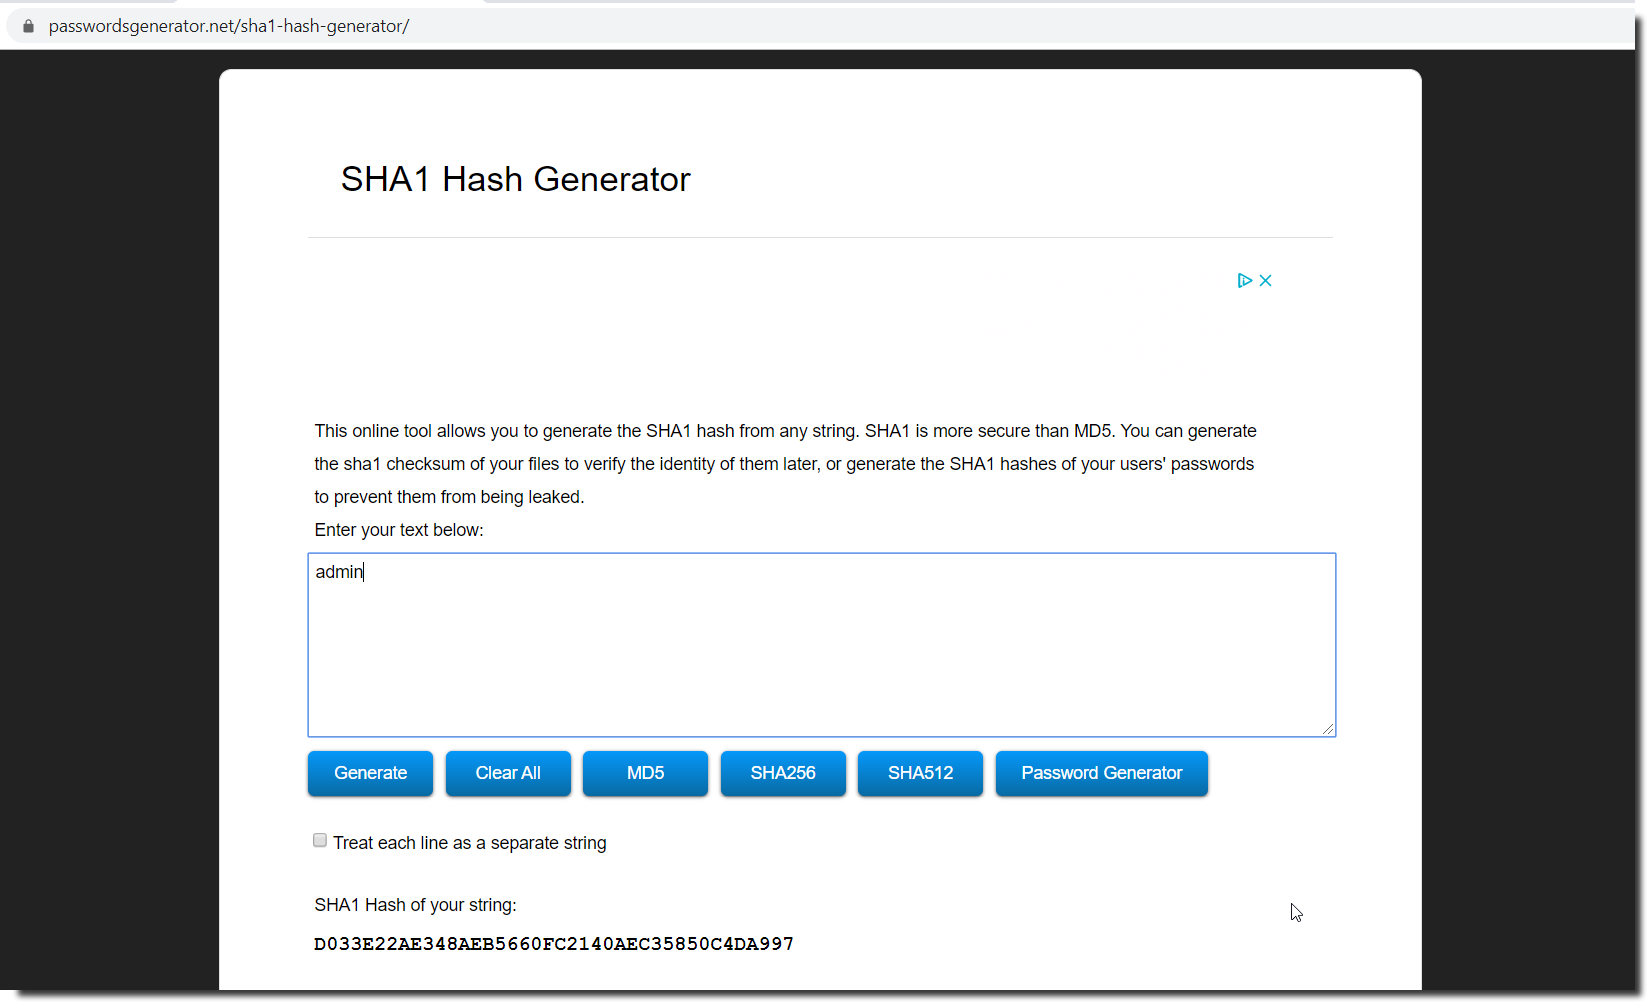 passwordsgenerator.net/sha1-hash-generator/
SHA1 Hash Generator
This online tool allows you to generate the SHA1 hash from any string. SHA1 is more secure than MD5. You can generate
the sha1 checksum of your files to verify the identity of them later, or generate the SHA1 hashes of your users' passwords
to prevent them from being leaked.
Enter your text below:
admin
Generate Clear All MD5 SHA256 SHA512 Password Generator
Treat each line as a separate string
SHA1 Hash of your string:
D033E22AE348AEB5660FC2140AEC35850C4DA997